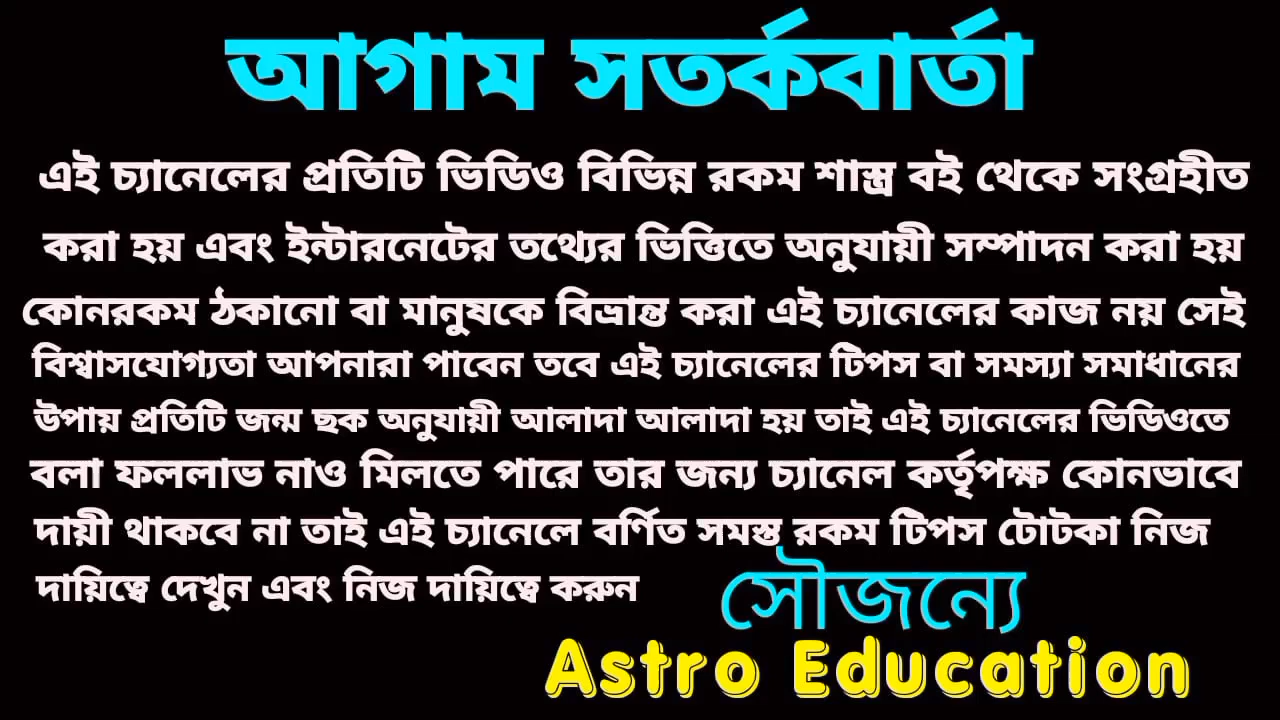 আগাম সতর্কবার্তা
এই চ্যানেলের প্রতিটি ভিডিও বিভিন্ন রকম শাস্ত্র বই থেকে সংগ্রহীত
করা হয় এবং ইন্টারনেটের তথ্যের ভিত্তিতে অনুযায়ী সম্পাদন করা হয়
কোনরকম ঠকানো বা মানুষকে বিভ্রান্ত করা এই চ্যানেলের কাজ নয় সেই
বিশ্বাসযোগ্যতা আপনারা পাবেন তবে এই চ্যানেলের টিপস বা সমস্যা সমাধানের
উপায় প্রতিটি জন্ম ছক অনুযায়ী আলাদা আলাদা হয় তাই এই চ্যানেলের ভিডিওতে
বলা ফললাভ নাও মিলতে পারে তার জন্য চ্যানেল কর্তৃপক্ষ কোনভাবে
দায়ী থাকবে না তাই এই চ্যানেলে বর্ণিত সমস্ত রকম টিপস টোটকা নিজ
দায়িত্বে দেখুন এবং নিজ দায়িত্বে করুন
সৌজন্যে
Astro Education